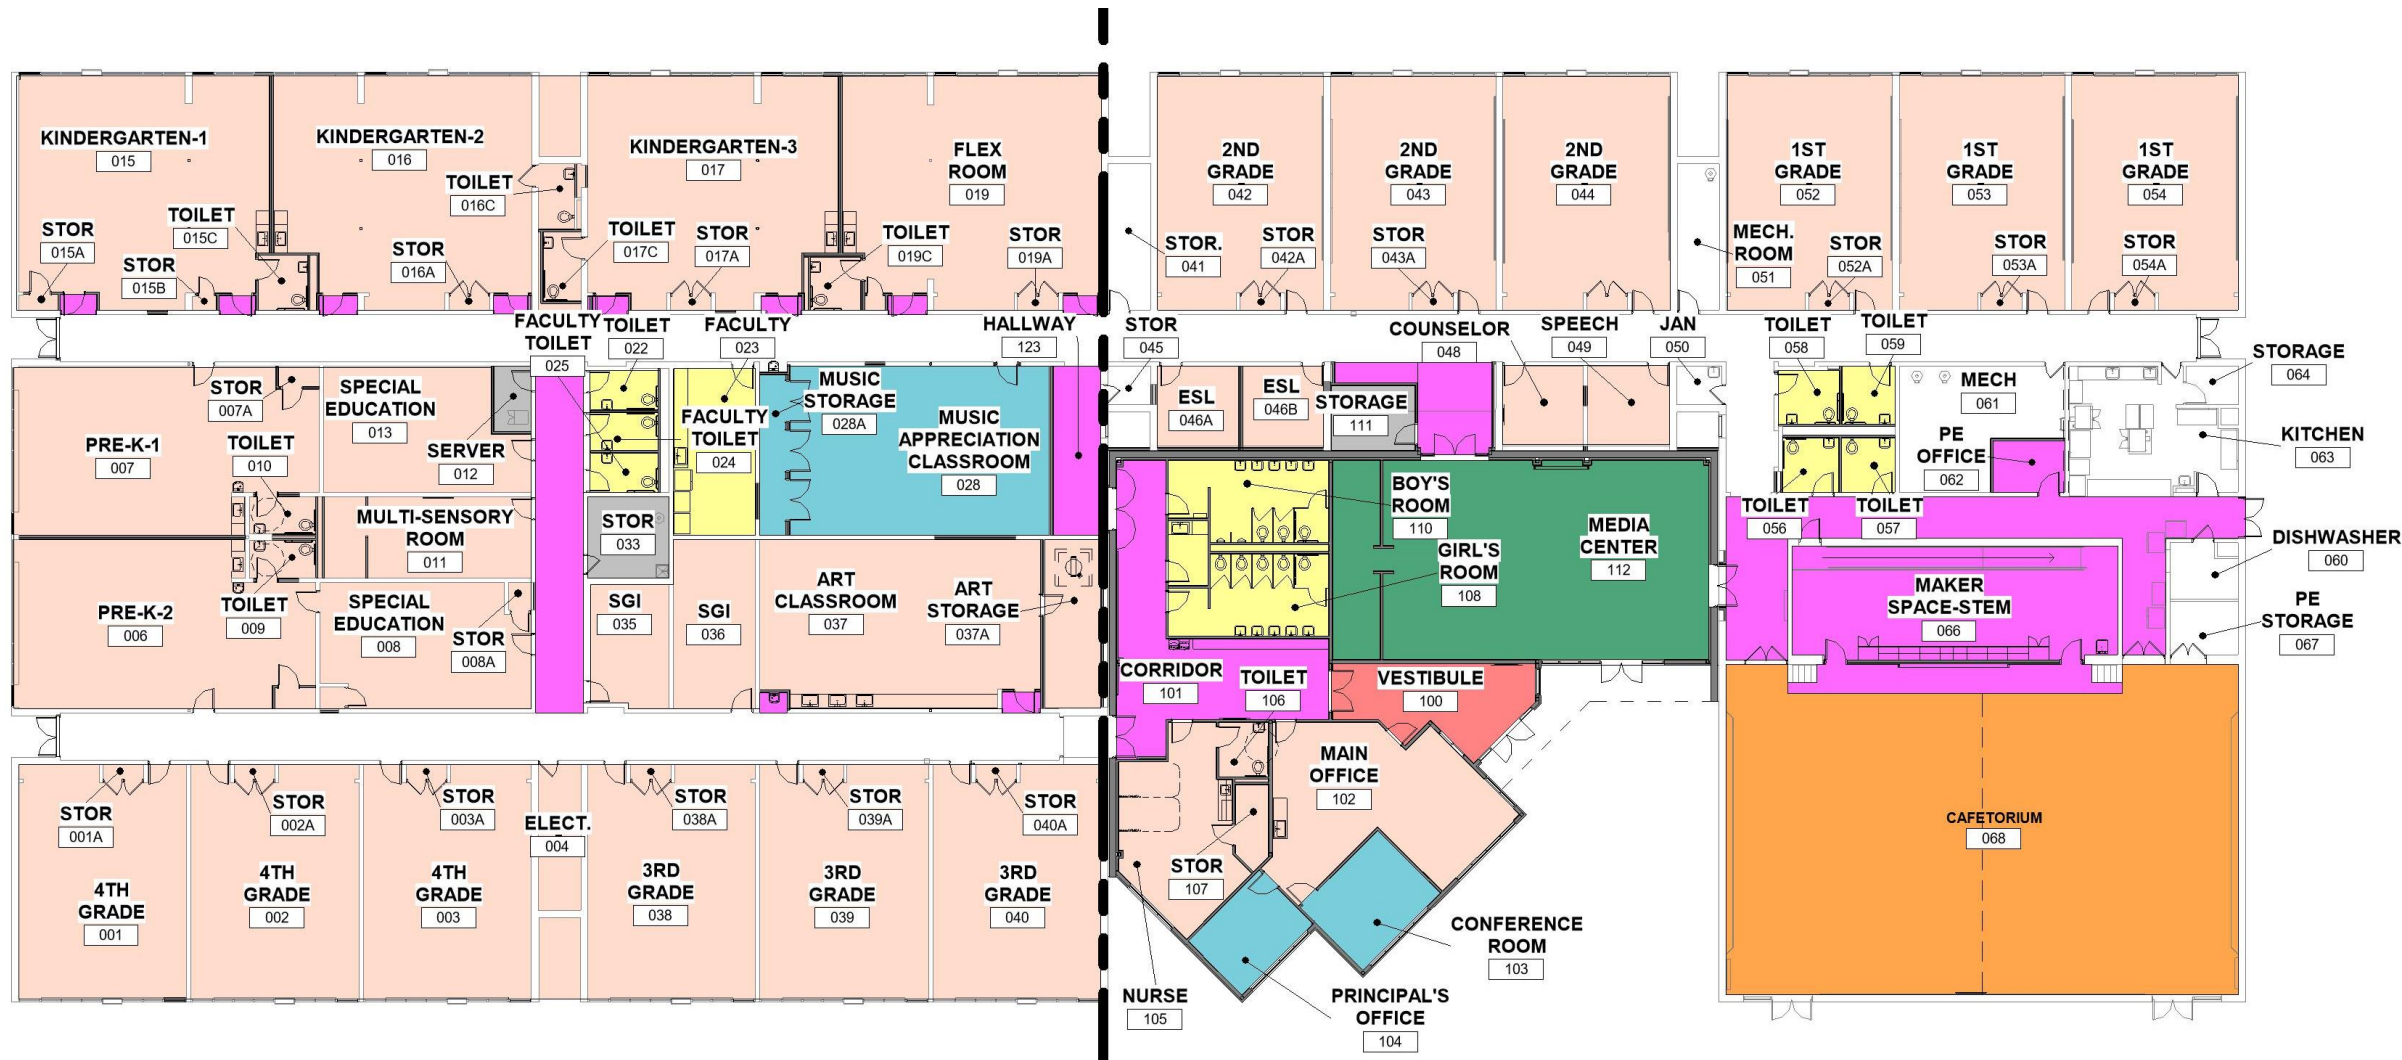 KINDERGARTEN-1
015
KINDERGARTEN-2
016
KINDERGARTEN-3
017
FLEX
ROOM
019
2ND
GRADE
042
2ND
GRADE
043
2ND
GRADE
044
1ST
GRADE
052
1ST
GRADE
053
1ST
GRADE
054
STOR
015A
STOR
015B
TOILET
015C
STOR
016A
TOILET
016C
TOILET
017C
STOR
017A
TOILET
019C
STOR
019A
STOR.
041
STOR
042A
STOR
043A
MECH.
ROOM
051
STOR
052A
STOR
053A
STOR
054A
FACULTY
TOILET
025
TOILET
022
FACULTY
023
HALLWAY
123
STOR
045
COUNSELOR
048
SPEECH
049
JAN
050
TOILET
058
TOILET
059
STORAGE
064
PRE-K-1
007
STOR
007A
SPECIAL
EDUCATION
013
SERVER
012
TOILET
010
FACULTY
TOILET
024
MUSIC
STORAGE
028A
MUSIC
APPRECIATION
CLASSROOM
028
ESL
046A
ESL
046B
STORAGE
111
MECH
061
PE
OFFICE
062
KITCHEN
063
MULTI-SENSORY
ROOM
011
STOR
033
BOY'S
ROOM
110
MEDIA
CENTER
112
TOILET
056
TOILET
057
DISHWASHER
060
PRE-K-2
006
TOILET
009
SPECIAL
EDUCATION
008
STOR
008A
SGI
035
SGI
036
ART
CLASSROOM
037
ART
STORAGE
037A
GIRL'S
ROOM
108
MAKER
SPACE-STEM
066
PE
STORAGE
067
CORRIDOR
101
TOILET
106
VESTIBULE
100
MAIN
OFFICE
102
STOR
001A
STOR
002A
STOR
003A
ELECT.
004
STOR
038A
STOR
039A
STOR
040A
CAFETORIUM
068
4TH
GRADE
001
4TH
GRADE
002
4TH
GRADE
003
3RD
GRADE
038
3RD
GRADE
039
3RD
GRADE
040
STOR
107
CONFERENCE
ROOM
103
NURSE
105
PRINCIPAL'S
OFFICE
104